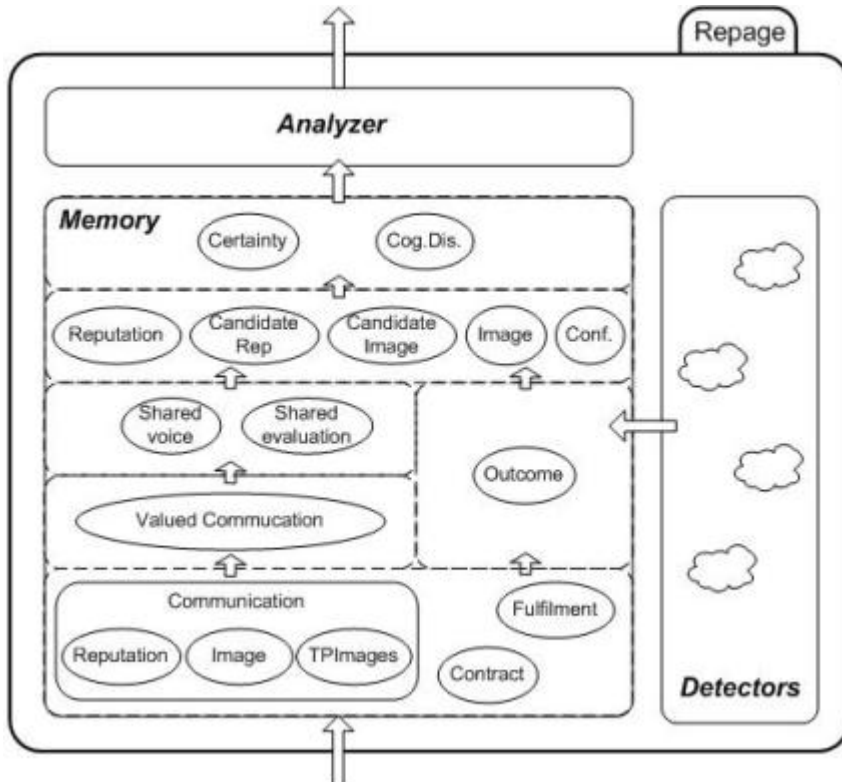 Repage
Analyzer
Memory
Certainty
Cog.Dis.
Reputation
Candidate
Rep
Candidate
Image
Image
Conf.
Shared
voice
Shared
evaluation
Outcome
Valued Commucation
Communication
Fulfilment
Reputation
Image
TPImages
Contract
Detectors